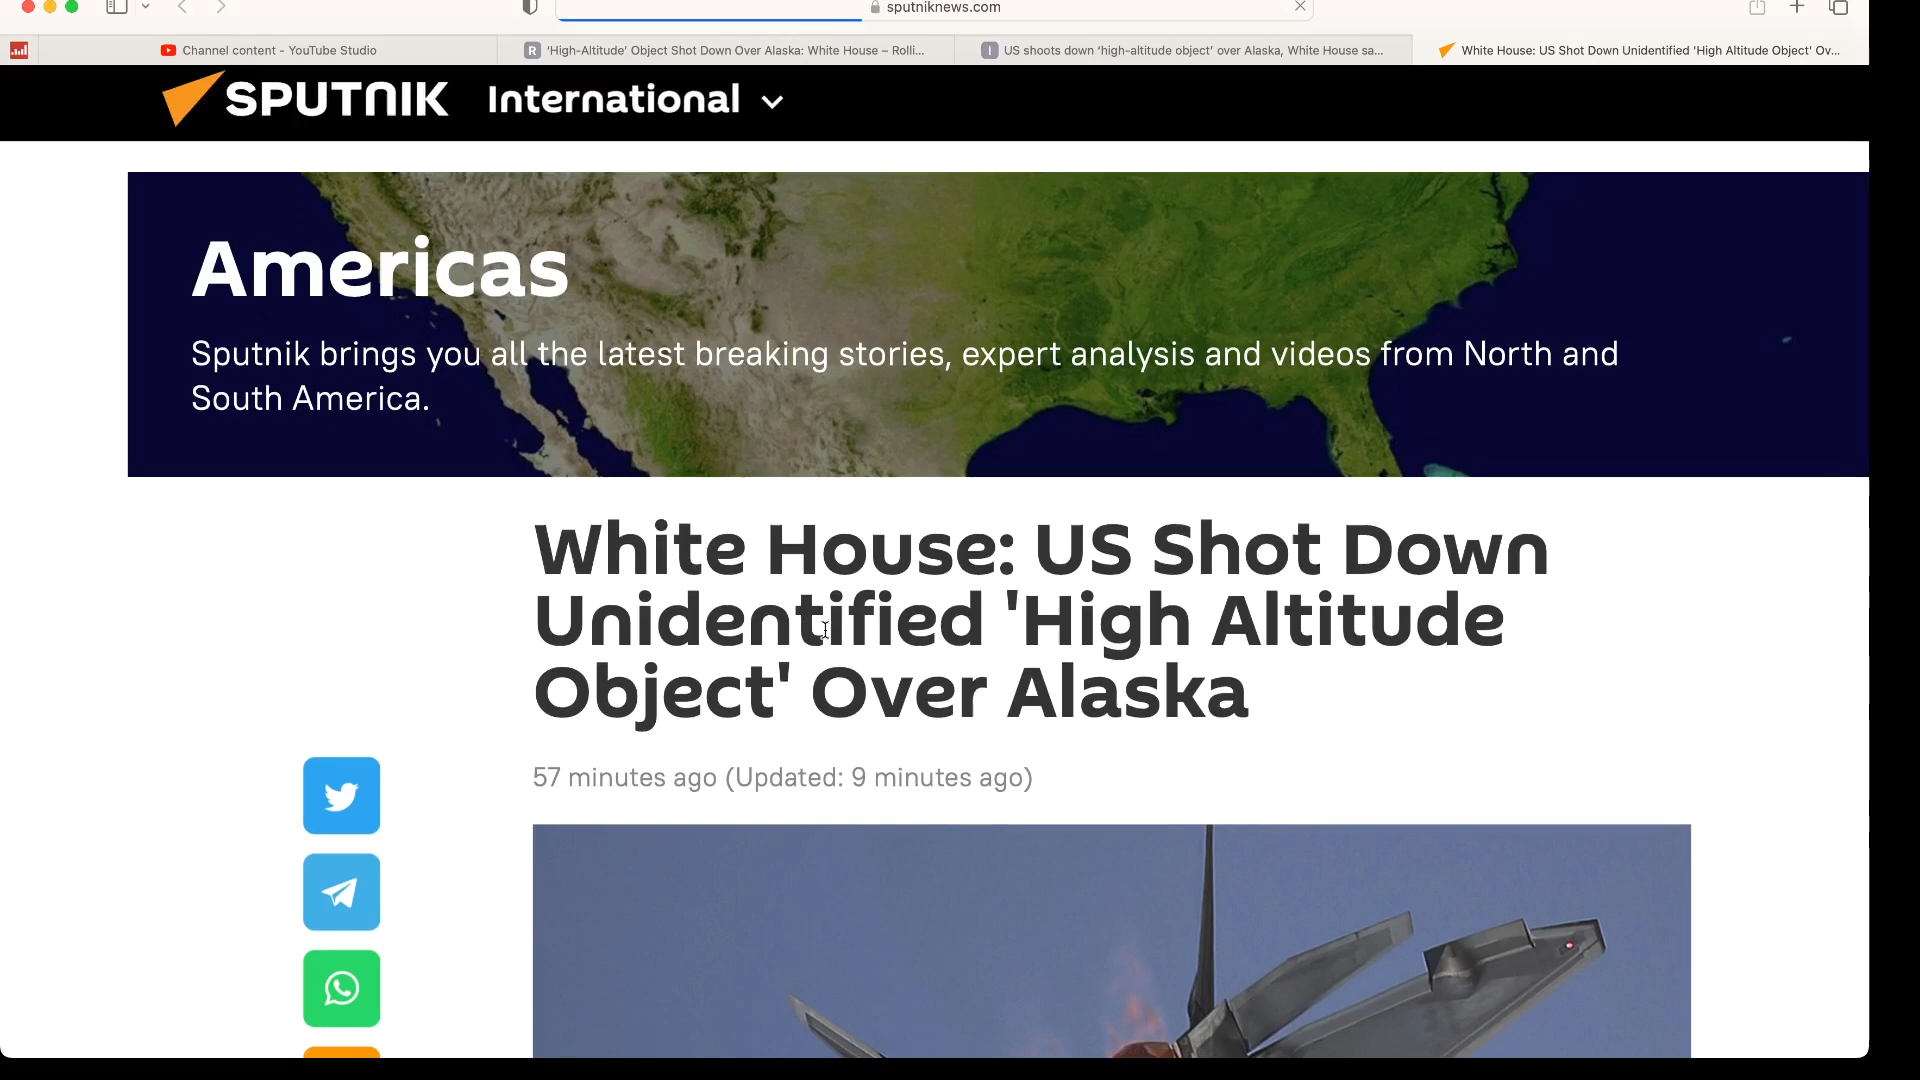 sputniknews.com
Channel content - YouTube Studio
R
'High-Altitude' Object Shot Down Over Alaska: White House – Rolli...
I
US shoots down 'high-altitude object' over Alaska, White House sa...
White House: US Shot Down Unidentified 'High Altitude Object' Ov...
SPUTNIK International
Americas
Sputnik brings you all the latest breaking stories, expert analysis and videos from North and
South America.
White House: US Shot Down
Unidentified 'High Altitude
Object' Over Alaska
57 minutes ago (Updated: 9 minutes ago)